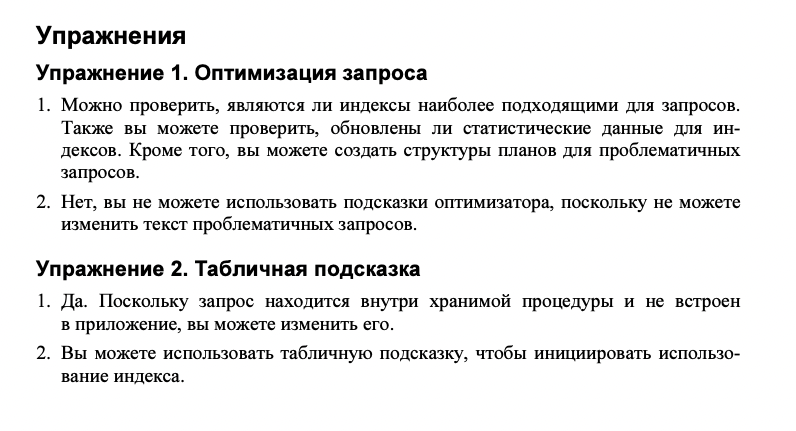 Упражнения
Упражнение 1. Оптимизация запроса
1. Можно проверить, являются ли индексы наиболее подходящими для запросов.
Также вы можете проверить, обновлены ли статистические данные для ин-
дексов. Кроме того, вы можете создать структуры планов для проблематичных
запросов.
2. Нет, вы не можете использовать подсказки оптимизатора, поскольку не можете
изменить текст проблематичных запросов.
Упражнение 2. Табличная подсказка
1. Да. Поскольку запрос находится внутри хранимой процедуры и не встроен
в приложение, вы можете изменить его.
2. Вы можете использовать табличную подсказку, чтобы инициировать использо-
вание индекса.